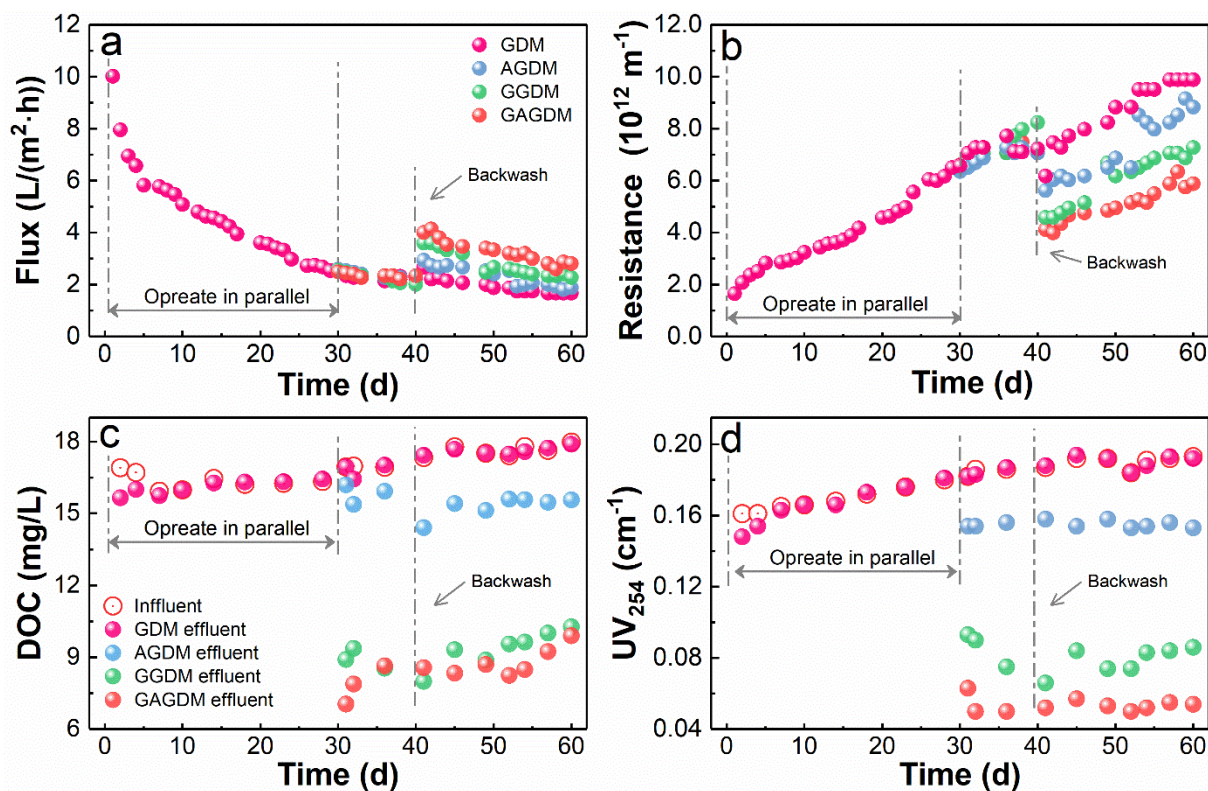 a
Flux (L/(m²·h)
12
10
8
6
4
2
0
GDM
AGDM
GGDM
GAGDM
Backwash
Opreate in parallel
0 10 20 30 40 50 60
Time (d)
b
Resistance (10¹² m⁻¹)
12.0
10.0
8.0
6.0
4.0
2.0
0.0
Backwash
Opreate in parallel
0 10 20 30 40 50 60
Time (d)
c
DOC (mg/L)
18
15
12
9
6
Opreate in parallel
Backwash
Inffluent
GDM effluent
AGDM effluent
GGDM effluent
GAGDM effluent
0 10 20 30 40 50 60
Time (d)
d
UV₂₅₄ (cm⁻¹)
0.20
0.16
0.12
0.08
0.04
Opreate in parallel
Backwash
0 10 20 30 40 50 60
Time (d)